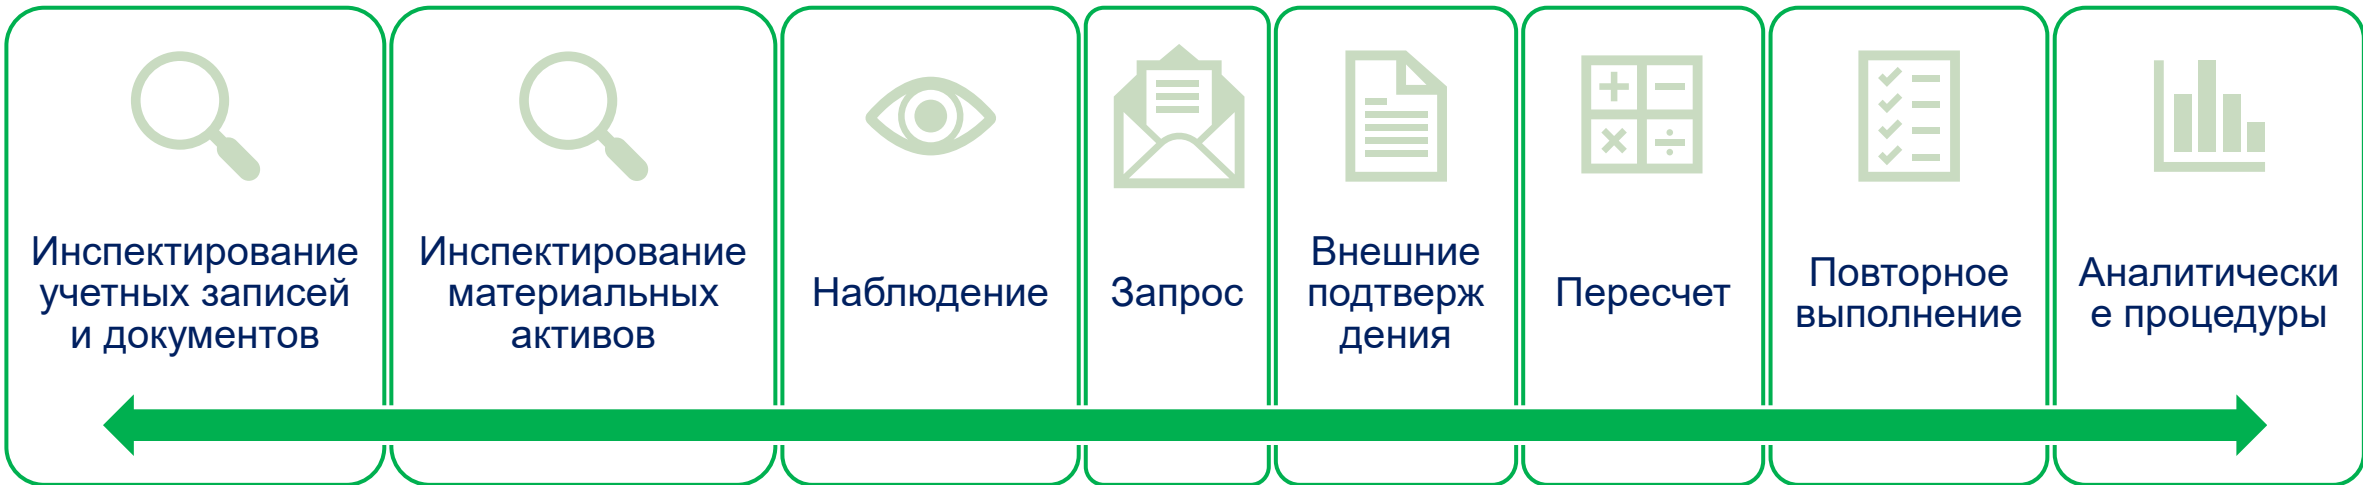 Инспектирование
учетных записей
и документов
Инспектирование
материальных
активов
Наблюдение
Запрос
Внешние
подтверж
дения
Пересчет
Повторное
выполнение
Аналитически
е процедуры